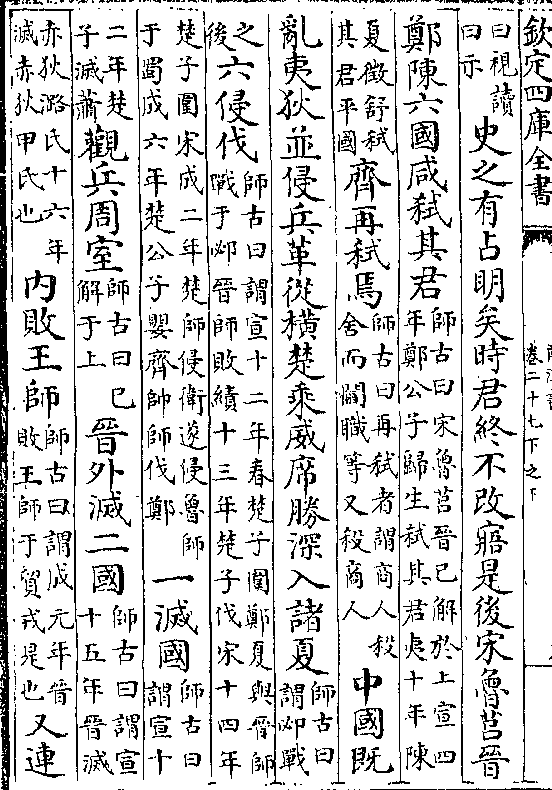 欽定四庫全書
卷二十七下之下
曰視讀曰示史之有占明矣時君終不改寤是後宋魯莒晉
鄭陳六國咸弑其君師古曰宋魯莒晉已解於上宣四年鄭公子歸生弑其君夷十年陳
夏徵舒弑其君平國齊再弑焉師古曰再弑者謂商人殺舍而閻職等又殺商人中國既
亂夷狄並侵兵革從橫楚乘威席勝深入諸夏師古曰謂邲戰
之後六侵伐師古曰謂宣十二年春楚子圍鄭夏與晉師戰于邲晉師敗績十三年楚子伐宋十四年
楚子圍宋成二年楚師侵衛遂侵魯師于蜀成六年楚公子嬰齊帥師伐鄭一滅國師古曰謂宣十
二年楚子滅蕭觀兵周室師古曰已解于上晉外滅二國師古曰謂宣十五年晉滅
赤狄潞氏十六年滅赤狄甲氏也內敗王師師古曰謂成元年晉敗王師于貿戎是也又連